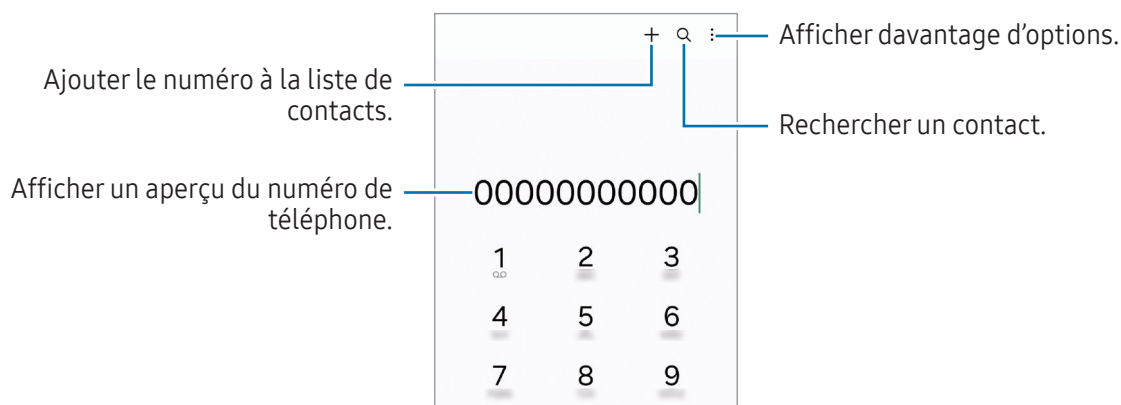 Afficher davantage d'options.
Ajouter le numéro à la liste de
contacts.
Rechercher un contact.
Afficher un aperçu du numéro de
téléphone.
00000000000
1 2 3
4 5 6
7 8 9